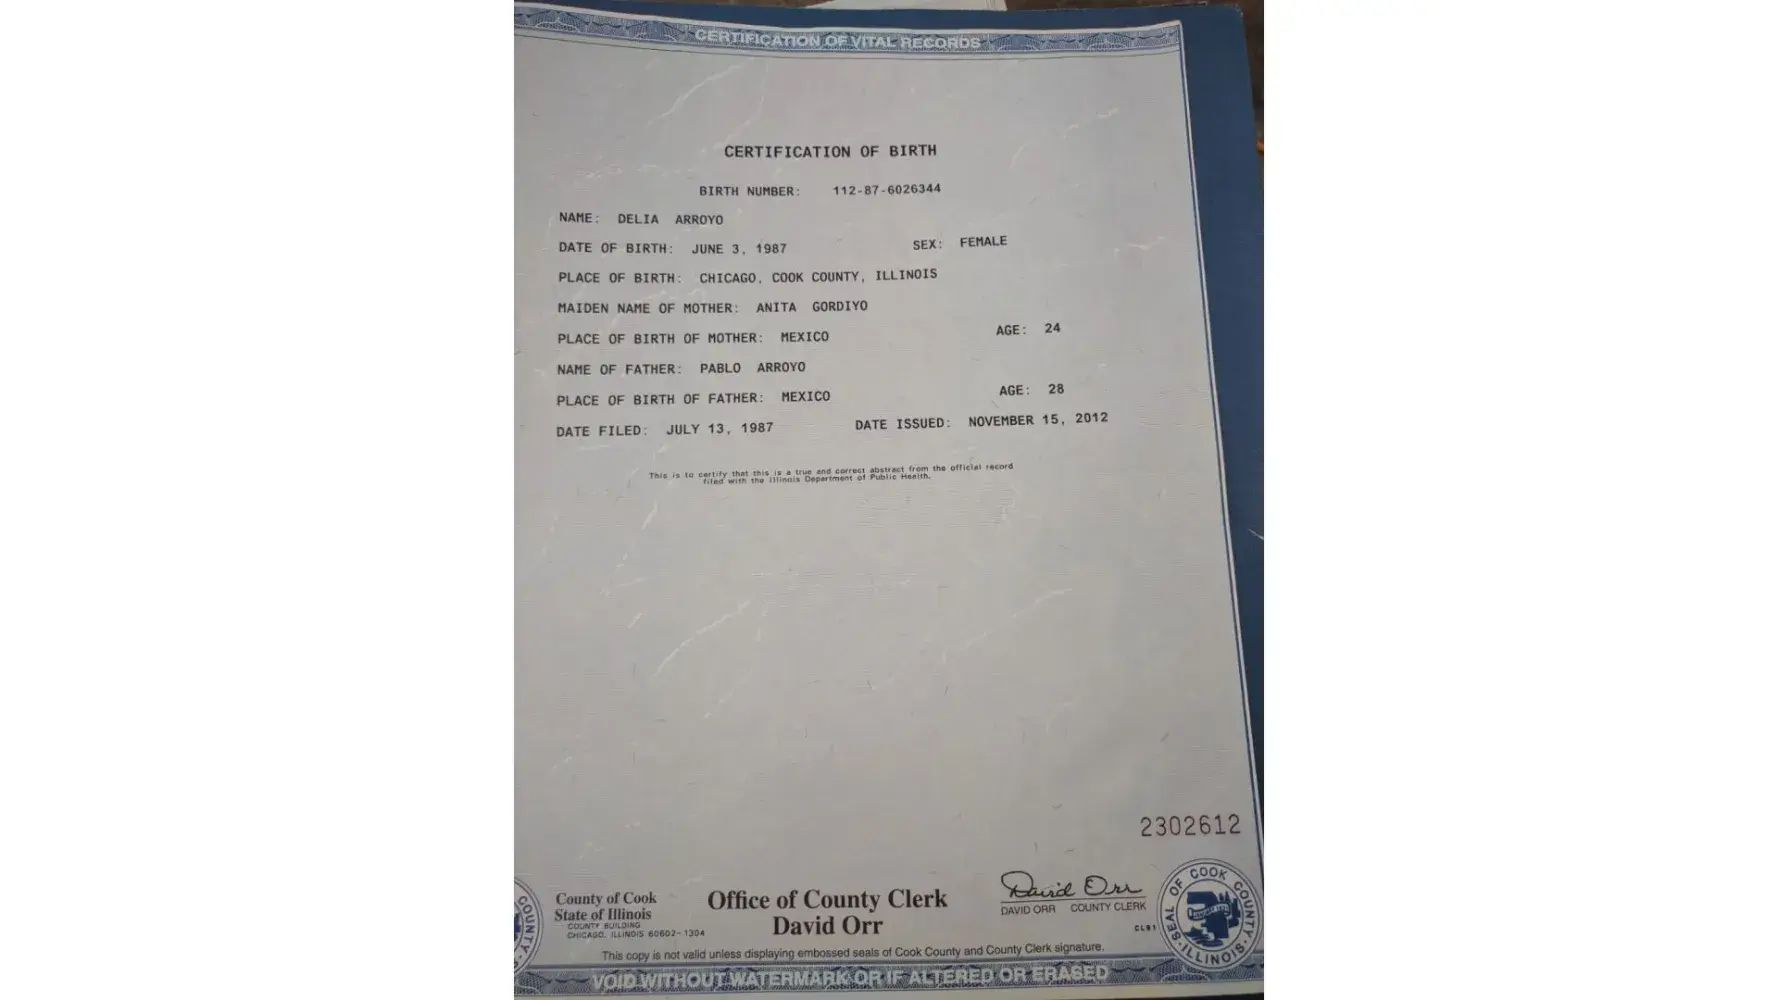 CERTIFICATION OF VITAL RECORDS
CERTIFICATION OF BIRTH
BIRTH NUMBER: 112-87-6026344
NAME: DELIA ARROYO
DATE OF BIRTH: JUNE 3, 1987 SEX: FEMALE
PLACE OF BIRTH: CHICAGO, COOK COUNTY, ILLINOIS
MAIDEN NAME OF MOTHER: ANITA GORDIYO
PLACE OF BIRTH OF MOTHER: MEXICO AGE: 24
NAME OF FATHER: PABLO ARROYO
PLACE OF BIRTH OF FATHER: MEXICO AGE: 28
DATE FILED: JULY 13, 1987 DATE ISSUED: NOVEMBER 15, 2012
This is to certify that this is a true and correct abstract from the official record
filed with the Illinois Department of Public Health.
2302612
County of Cook
State of Illinois
COUNTY BUILDING
CHICAGO, ILLINOIS 60602-1304
Office of County Clerk
David Orr
David Orr
DAVID ORR COUNTY CLERK
CLB1
SEAL OF COOK COUNTY ILLINOIS
COUNTY
This copy is not valid unless displaying embossed seals of Cook County and County Clerk signature.
VOID WITHOUT WATERMARK OR IF ALTERED OR ERASED